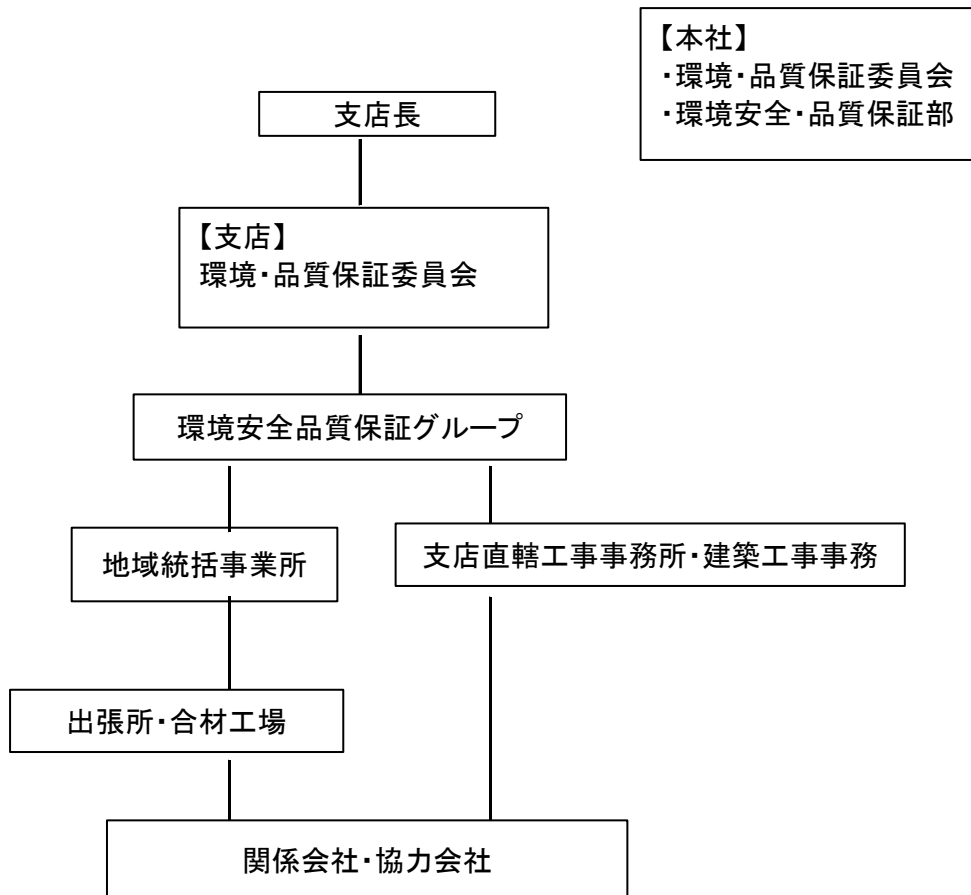 【本社】
・環境・品質保証委員会
・環境安全・品質保証部
支店長
【支店】
環境・品質保証委員会
環境安全品質保証グループ
地域統括事業所
支店直轄工事事務所・建築工事事務
出張所・合材工場
関係会社・協力会社